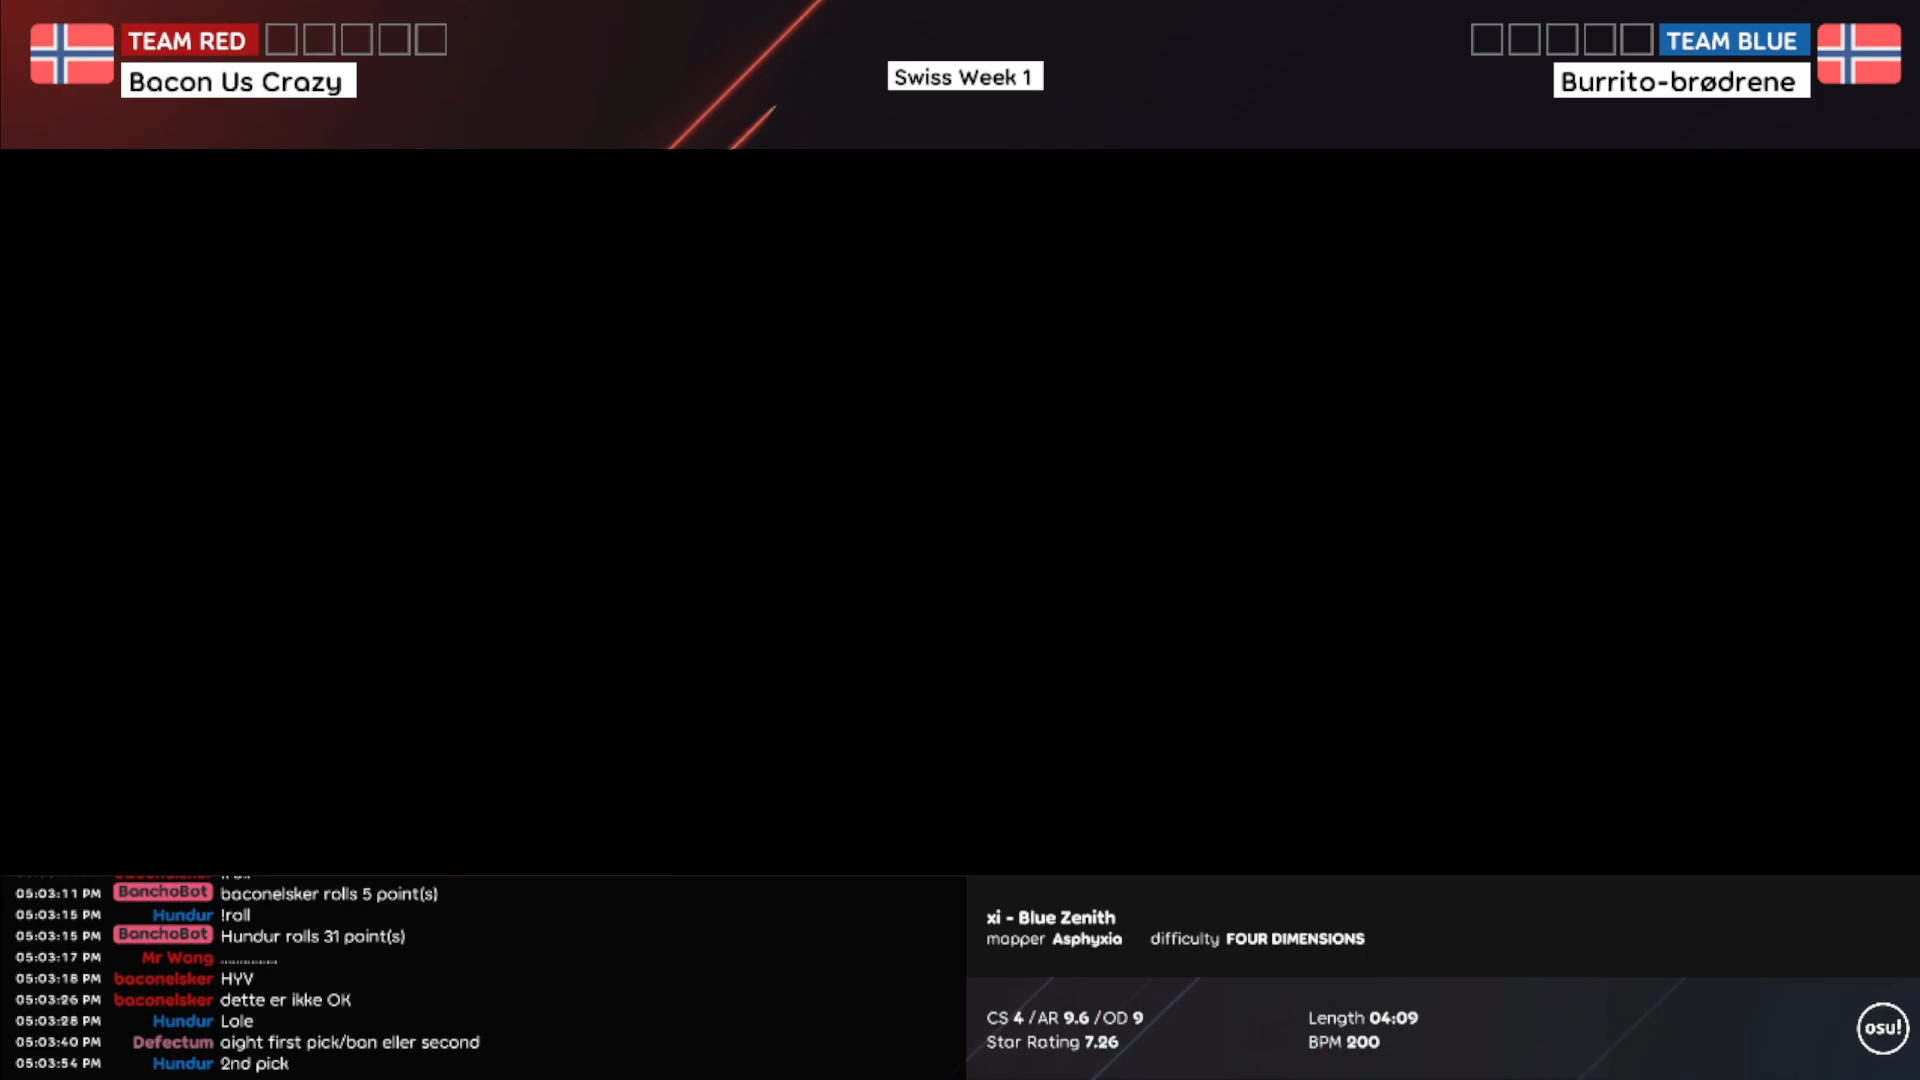 TEAM RED
Bacon Us Crazy
Swiss Week 1
TEAM BLUE
Burrito-brødrene
05:03:11 PM BanchoBot baconelsker rolls 5 point(s)
05:03:15 PM Hundur !roll
05:03:15 PM BanchoBot Hundur rolls 31 point(s)
05:03:17 PM Mr Wang ...............
05:03:18 PM baconelsker HYV
05:03:26 PM baconelsker dette er ikke OK
05:03:28 PM Hundur Lole
05:03:40 PM Defectum aight first pick/ban eller second
05:03:54 PM Hundur 2nd pick
xi - Blue Zenith
mapper Asphyxia difficulty FOUR DIMENSIONS
CS 4 / AR 9.6 / OD 9 Length 04:09
Star Rating 7.26 BPM 200
osu!